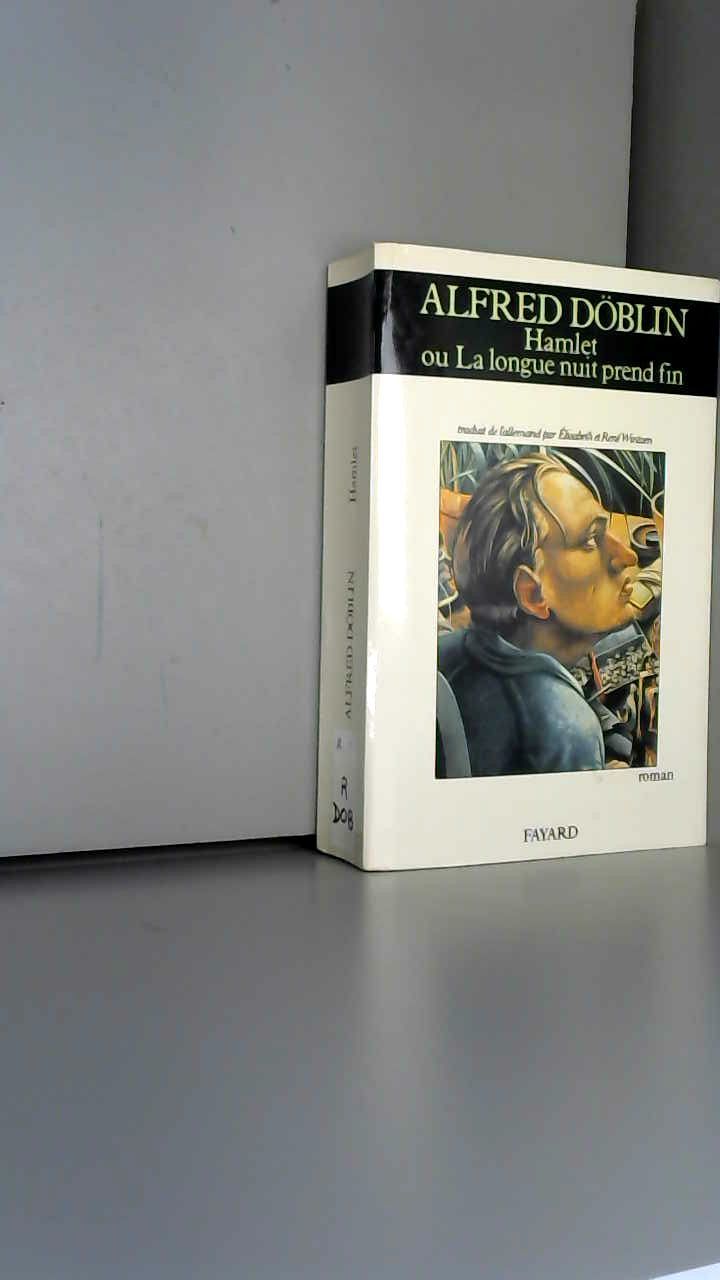 ALFRED DÖBLIN
Hamlet
ou La longue nuit prend fin
traduit de l'allemand par Élisabeth et René Wintzen
roman
FAYARD
Hamlet
ALFRED DÖBLIN
R
R
DOB